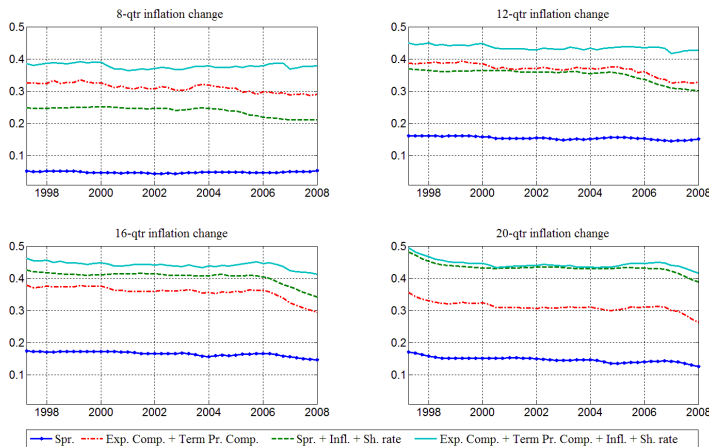 8-qtr inflation change
12-qtr inflation change
0.5
0.4
0.3
0.2
0.1
1998 2000 2002 2004 2006 2008
0.5
0.4
0.3
0.2
0.1
1998 2000 2002 2004 2006 2008
16-qtr inflation change
20-qtr inflation change
0.5
0.4
0.3
0.2
0.1
1998 2000 2002 2004 2006 2008
0.5
0.4
0.3
0.2
0.1
1998 2000 2002 2004 2006 2008
Spr. Exp. Comp. + Term Pr. Comp. Spr. + Infl. + Sh. rate Exp. Comp. + Term Pr. Comp. + Infl. + Sh. rate